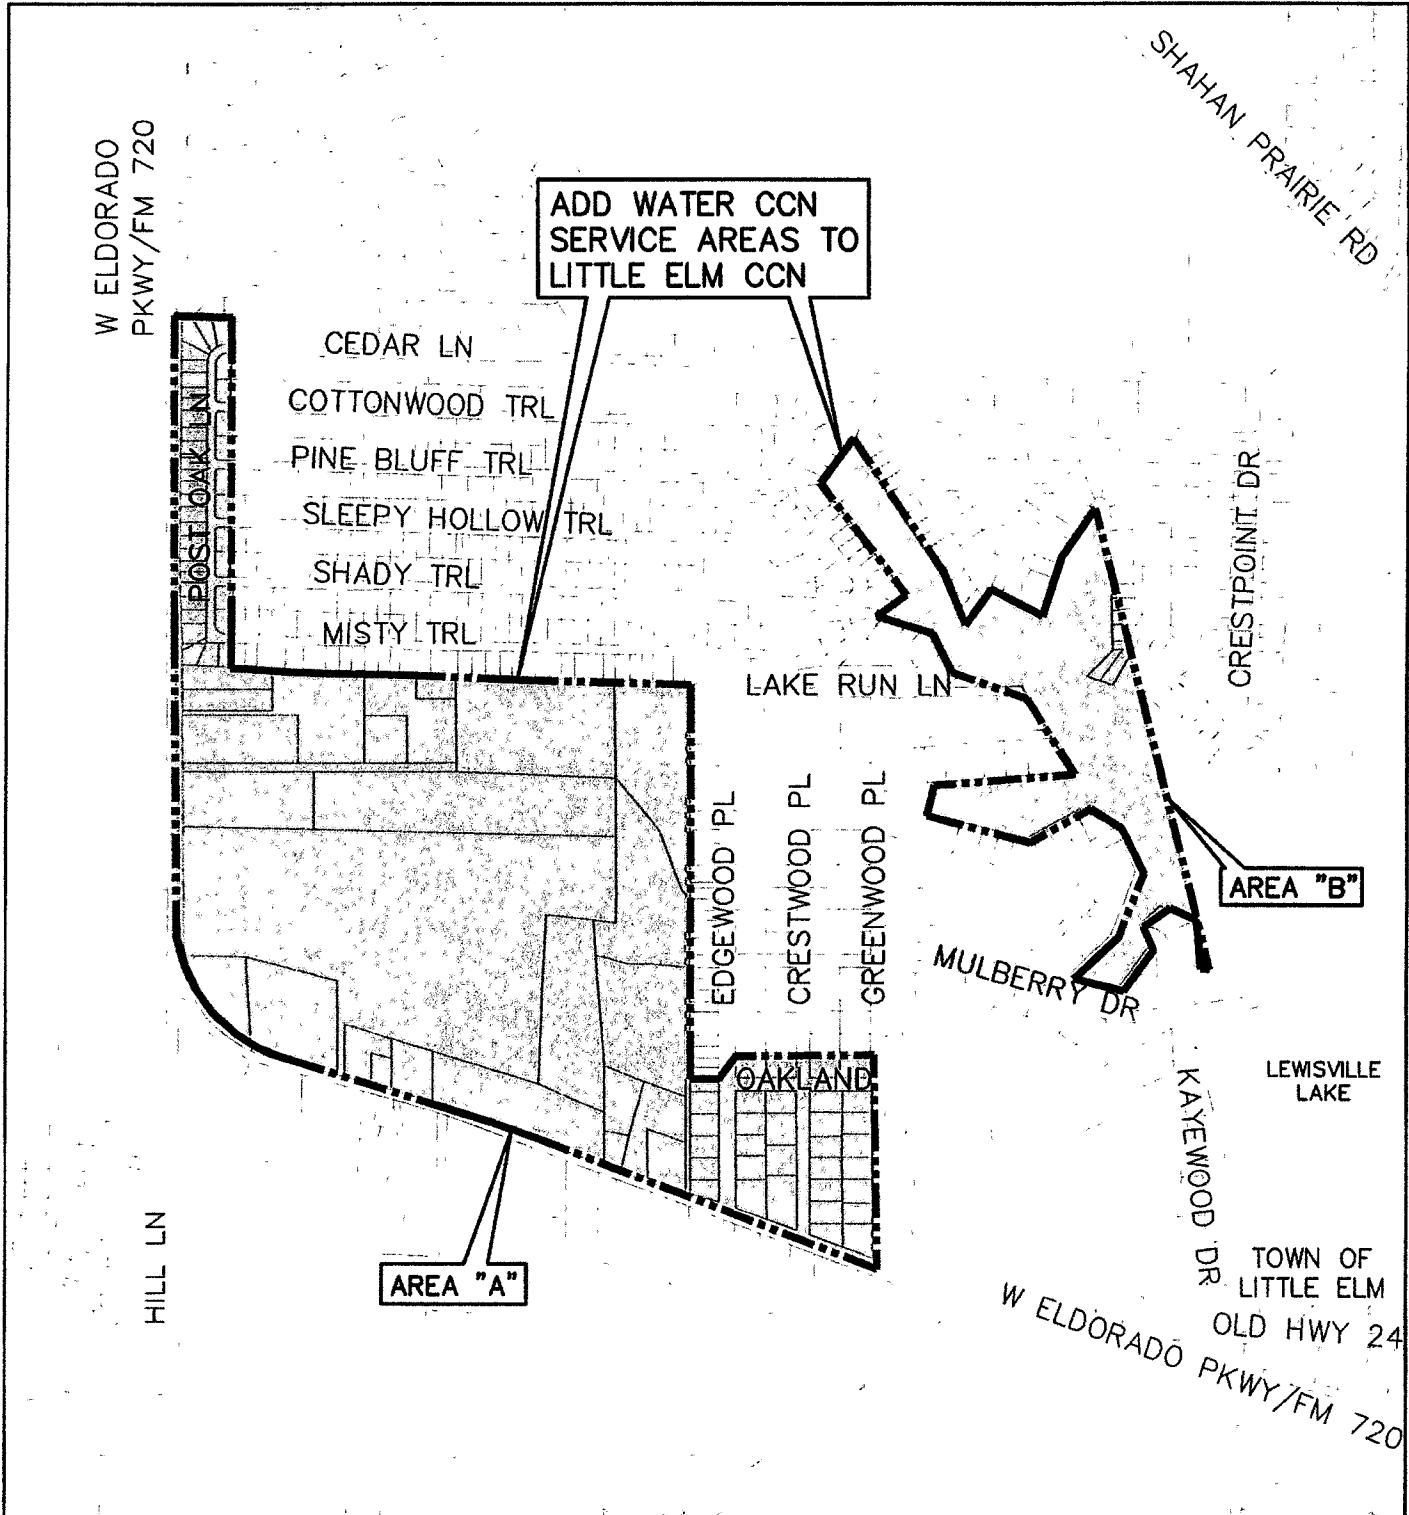 SHAHAN PRAIRIE RD
W ELDORADO
PKWY/FM 720
ADD WATER CCN
SERVICE AREAS TO
LITTLE ELM CCN
CEDAR LN
COTTONWOOD TRL
PINE BLUFF TRL
SLEEPY HOLLOW TRL
SHADY TRL
MISTY TRL
POST OAK LN
CRESTPOINT DR
LAKE RUN LN
EDGEWOOD PL
CRESTWOOD PL
GREENWOOD PL
AREA "B"
MULBERRY DR
OAKLAND
LEWISVILLE
LAKE
KAYEWOOD DR
HILL LN
AREA "A"
TOWN OF
LITTLE ELM
OLD HWY 24
W ELDORADO PKWY/FM 720